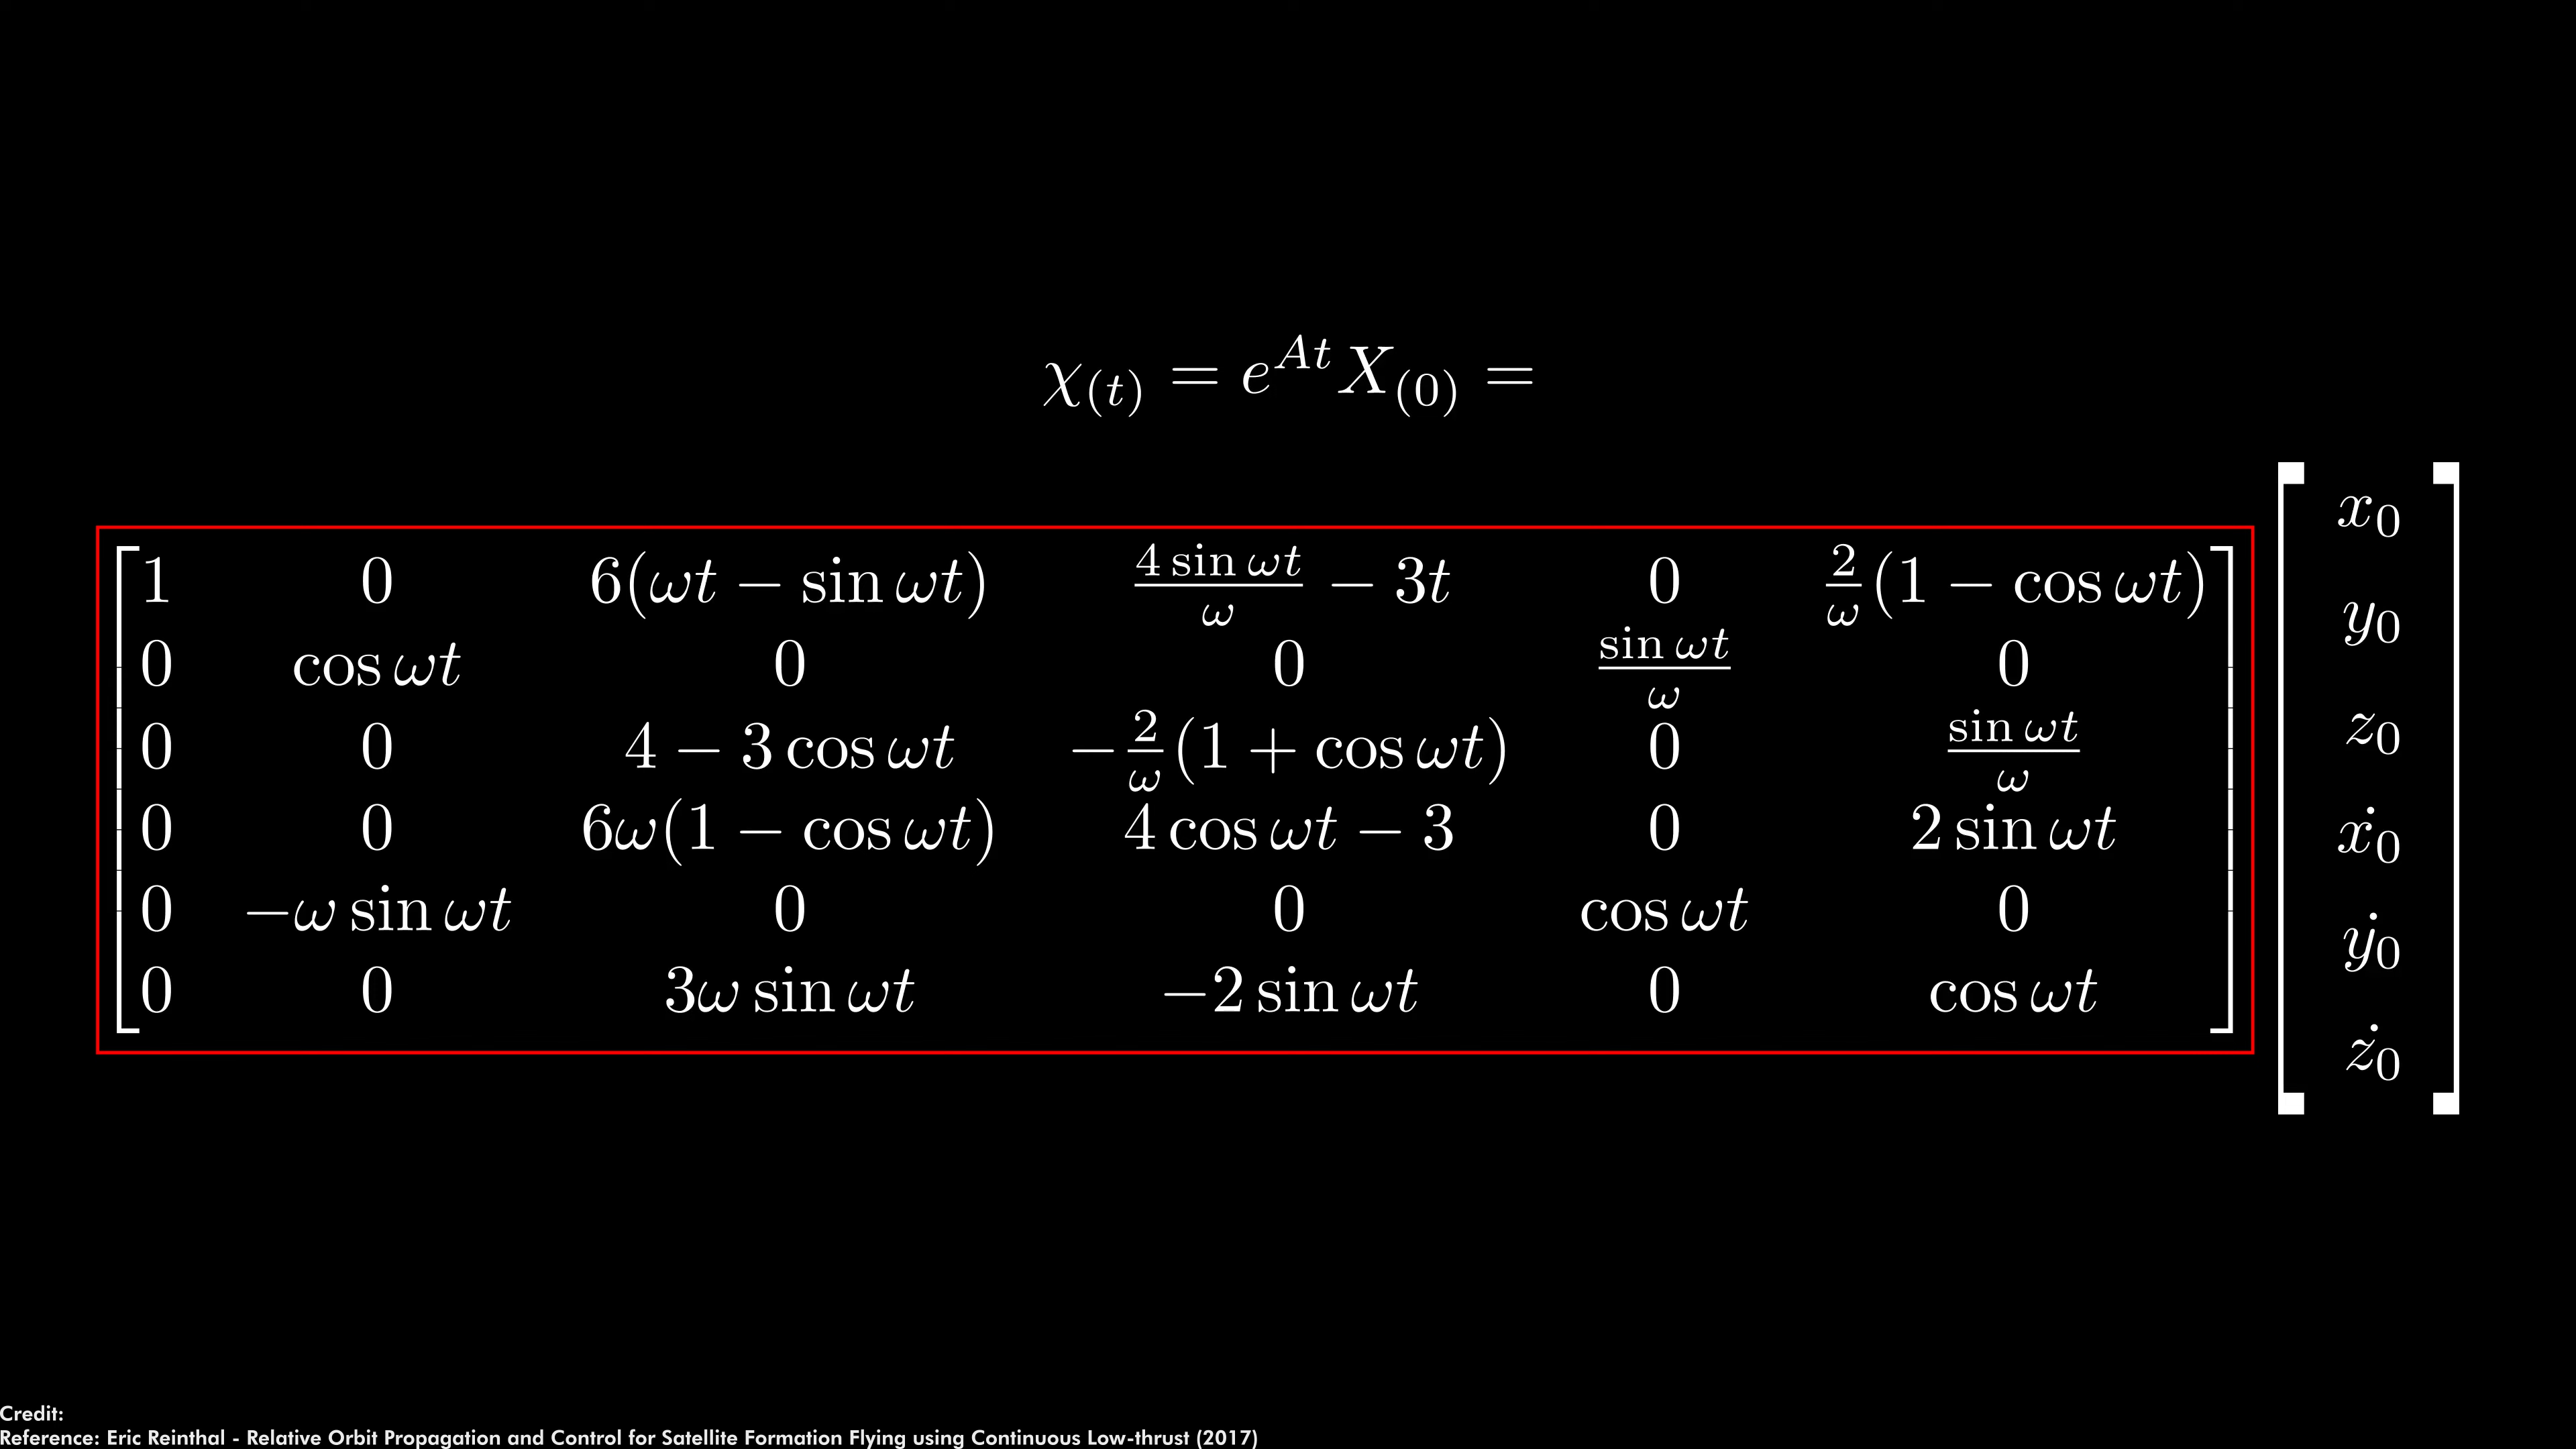 χ₍ₜ₎ = e^{At} X₍₀₎ =
1 0 6(ωt − sin ωt) \frac{4 sin ωt}{ω} − 3t 0 \frac{2}{ω}(1 − cos ωt) x₀
0 cos ωt 0 0 \frac{sin ωt}{ω} 0 y₀
0 0 4 − 3 cos ωt −\frac{2}{ω}(1 + cos ωt) 0 \frac{sin ωt}{ω} z₀
0 0 6ω(1 − cos ωt) 4 cos ωt − 3 0 2 sin ωt ẋ₀
0 −ω sin ωt 0 0 cos ωt 0 ẏ₀
0 0 3ω sin ωt −2 sin ωt 0 cos ωt ż₀
Credit:
Reference: Eric Reinthal - Relative Orbit Propagation and Control for Satellite Formation Flying using Continuous Low-thrust (2017)